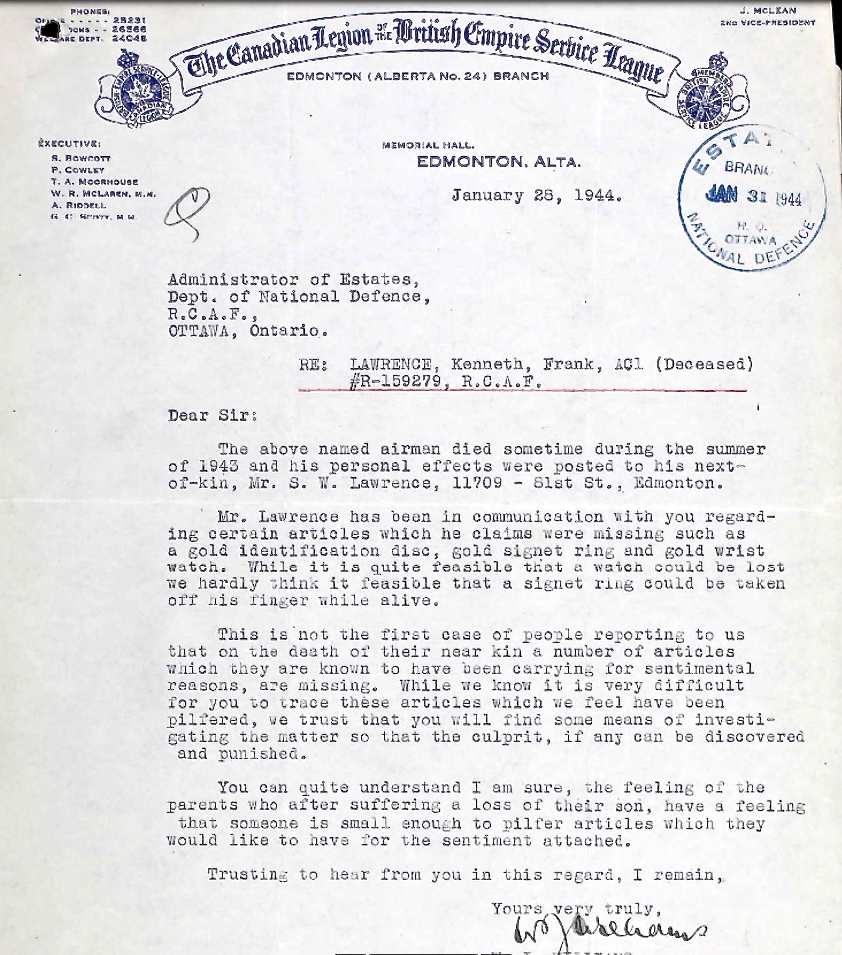 PHONES:
25231
26566
DEPT. 24048
J. McLEAN
2ND VICE-PRESIDENT
The Canadian Legion OF THE British Empire Service League
EDMONTON (ALBERTA No. 24) BRANCH
EXECUTIVE:
S. BOWCOTT
P. COWLEY
T. A. MOORHOUSE
W. R. McLAREN, M.M.
A. RIDDELL
MEMORIAL HALL.
EDMONTON, ALTA.
January 28, 1944.
BRANC
JAN 31 1944
H. Q.
OTTAWA
NATIONAL DEFENCE
Administrator of Estates,
Dept. of National Defence,
R.C.A.F.,
OTTAWA, Ontario.
RE: LAWRENCE, Kenneth, Frank, AC1 (Deceased)
#R-159279, R.C.A.F.
Dear Sir:
The above named airman died sometime during the summer
of 1943 and his personal effects were posted to his next-
of-kin, Mr. S. W. Lawrence, 11709 - 81st St., Edmonton.
Mr. Lawrence has been in communication with you regard-
ing certain articles which he claims were missing such as
a gold identification disc, gold signet ring and gold wrist
watch. While it is quite feasible that a watch could be lost
we hardly think it feasible that a signet ring could be taken
off his finger while alive.
This is not the first case of people reporting to us
that on the death of their near kin a number of articles
which they are known to have been carrying for sentimental
reasons, are missing. While we know it is very difficult
for you to trace these articles which we feel have been
pilfered, we trust that you will find some means of investi-
gating the matter so that the culprit, if any can be discovered
and punished.
You can quite understand I am sure, the feeling of the
parents who after suffering a loss of their son, have a feeling
that someone is small enough to pilfer articles which they
would like to have for the sentiment attached.
Trusting to hear from you in this regard, I remain,
Yours very truly,